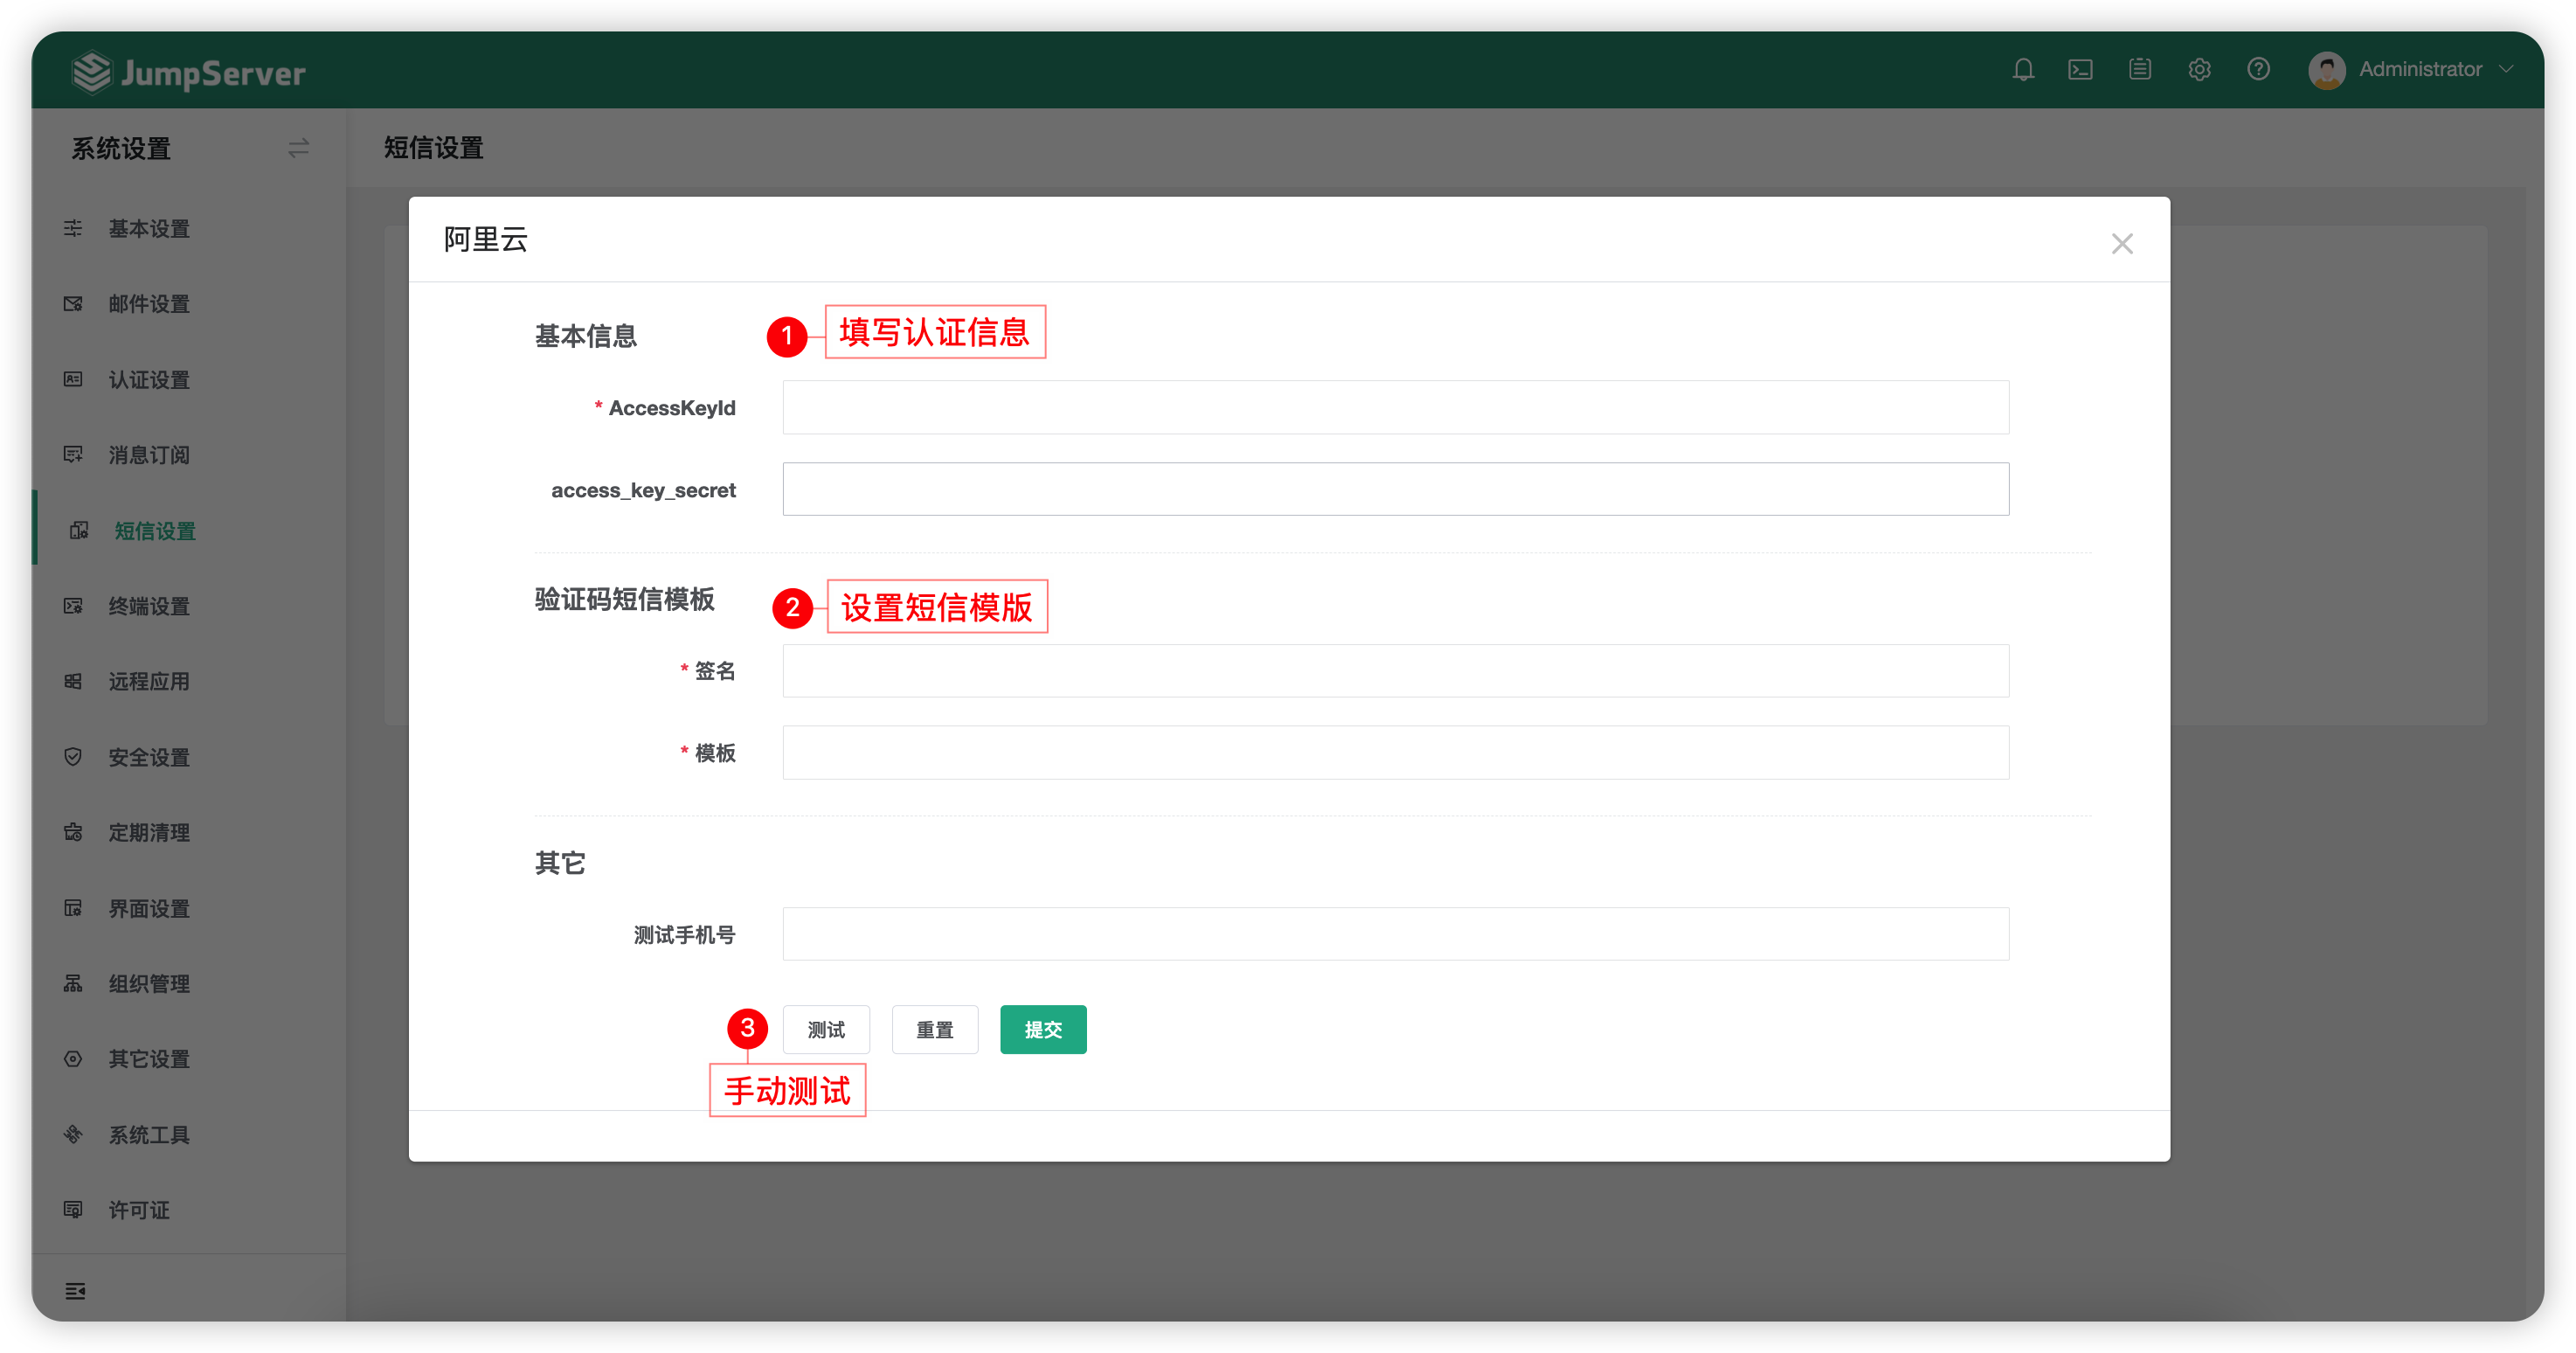 JumpServer
Administrator
系统设置
短信设置
基本设置
邮件设置
认证设置
消息订阅
短信设置
终端设置
远程应用
安全设置
定期清理
界面设置
组织管理
其它设置
系统工具
许可证
阿里云
基本信息
1 填写认证信息
* AccessKeyId
access_key_secret
验证码短信模板
2 设置短信模版
* 签名
* 模板
其它
测试手机号
3 测试 重置 提交
手动测试